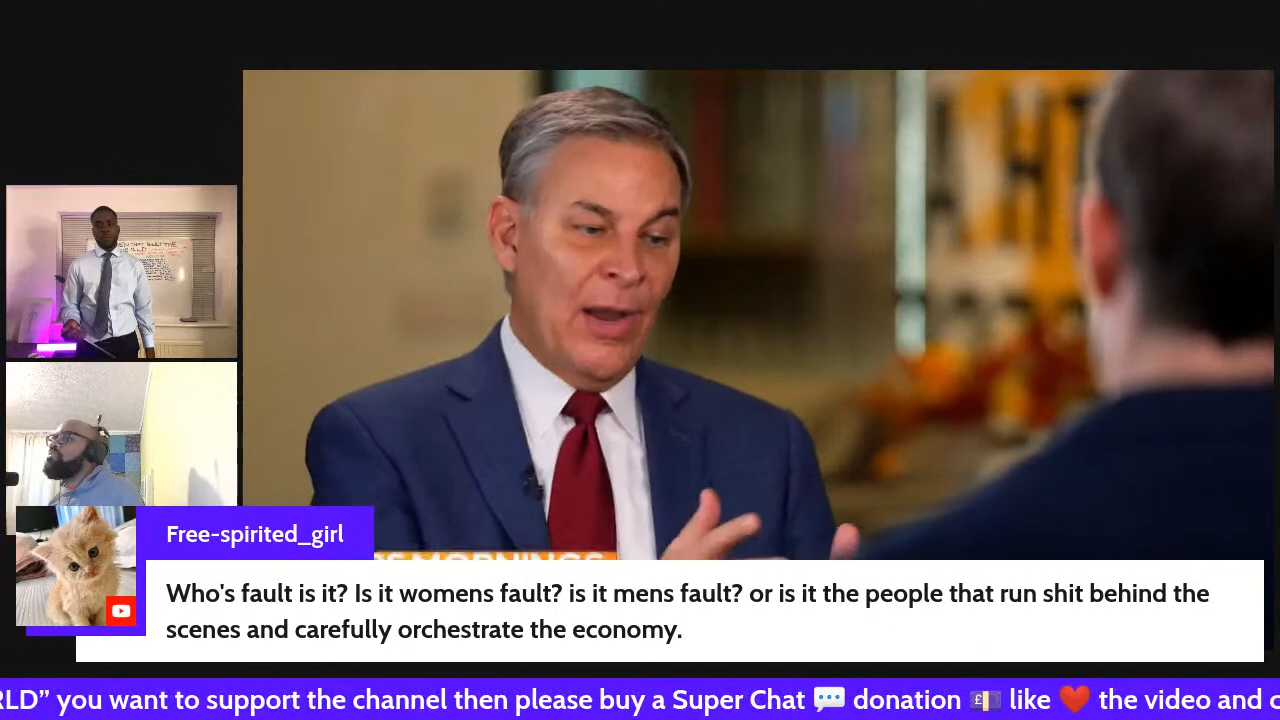 Free-spirited_girl
Who's fault is it? Is it womens fault? is it mens fault? or is it the people that run shit behind the
scenes and carefully orchestrate the economy.
RLD” you want to support the channel then please buy a Super Chat 💬 donation 💷 like ❤️ the video and